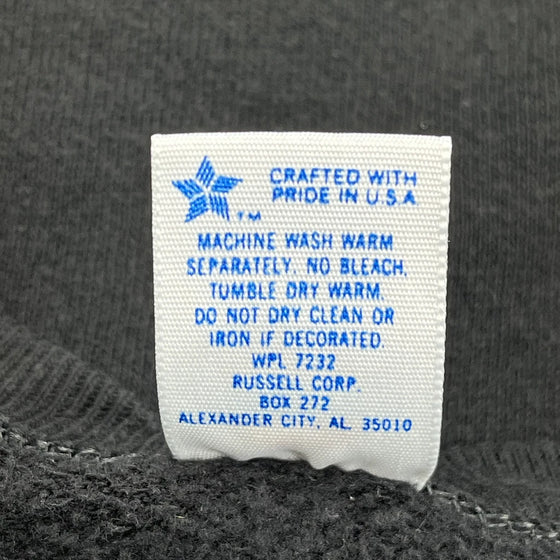 CRAFTED WITH
PRIDE IN U.S.A
TM
MACHINE WASH WARM
SEPARATELY. NO BLEACH.
TUMBLE DRY WARM.
DO NOT DRY CLEAN OR
IRON IF DECORATED.
WPL 7232
RUSSELL CORP.
BOX 272
ALEXANDER CITY, AL. 35010